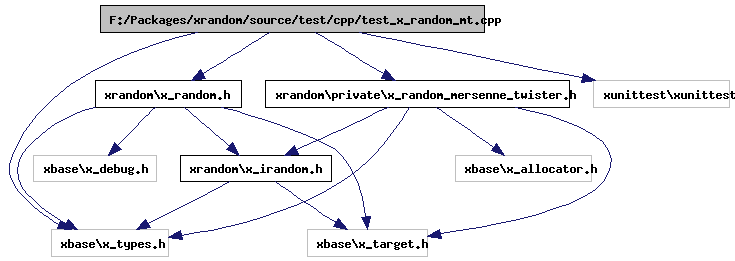 F:/Packages/xrandom/source/test/cpp/test_x_random_mt.cpp
xrandom\x_random.h
xrandom\private\x_random_mersenne_twister.h
xunittest\xunittest
xbase\x_debug.h
xrandom\x_irandom.h
xbase\x_allocator.h
xbase\x_types.h
xbase\x_target.h